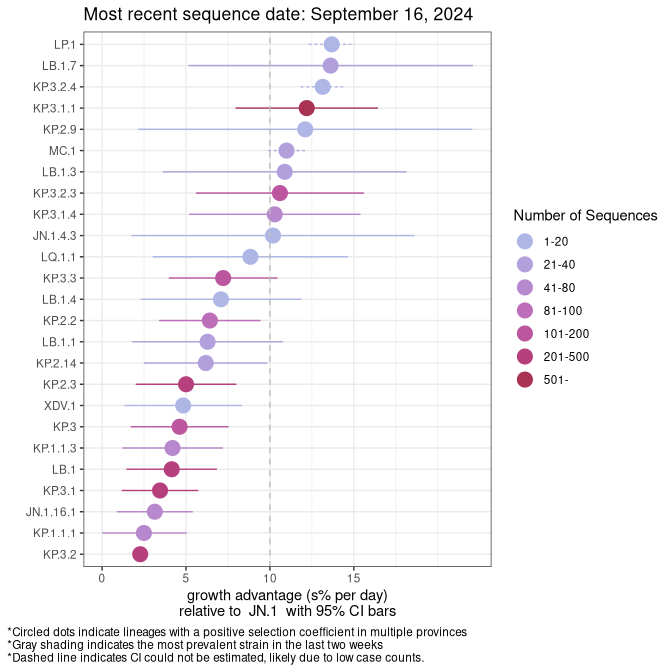 Most recent sequence date: September 16, 2024
LP.1
LB.1.7
KP.3.2.4
KP.3.1.1
KP.2.9
MC.1
LB.1.3
KP.3.2.3
KP.3.1.4
JN.1.4.3
LQ.1.1
KP.3.3
LB.1.4
KP.2.2
LB.1.1
KP.2.14
KP.2.3
XDV.1
KP.3
KP.1.1.3
LB.1
KP.3.1
JN.1.16.1
KP.1.1.1
KP.3.2
0 5 10 15
growth advantage (s% per day)
relative to JN.1 with 95% CI bars
Number of Sequences
1-20
21-40
41-80
81-100
101-200
201-500
501-
*Circled dots indicate lineages with a positive selection coefficient in multiple provinces
*Gray shading indicates the most prevalent strain in the last two weeks
*Dashed line indicates CI could not be estimated, likely due to low case counts.